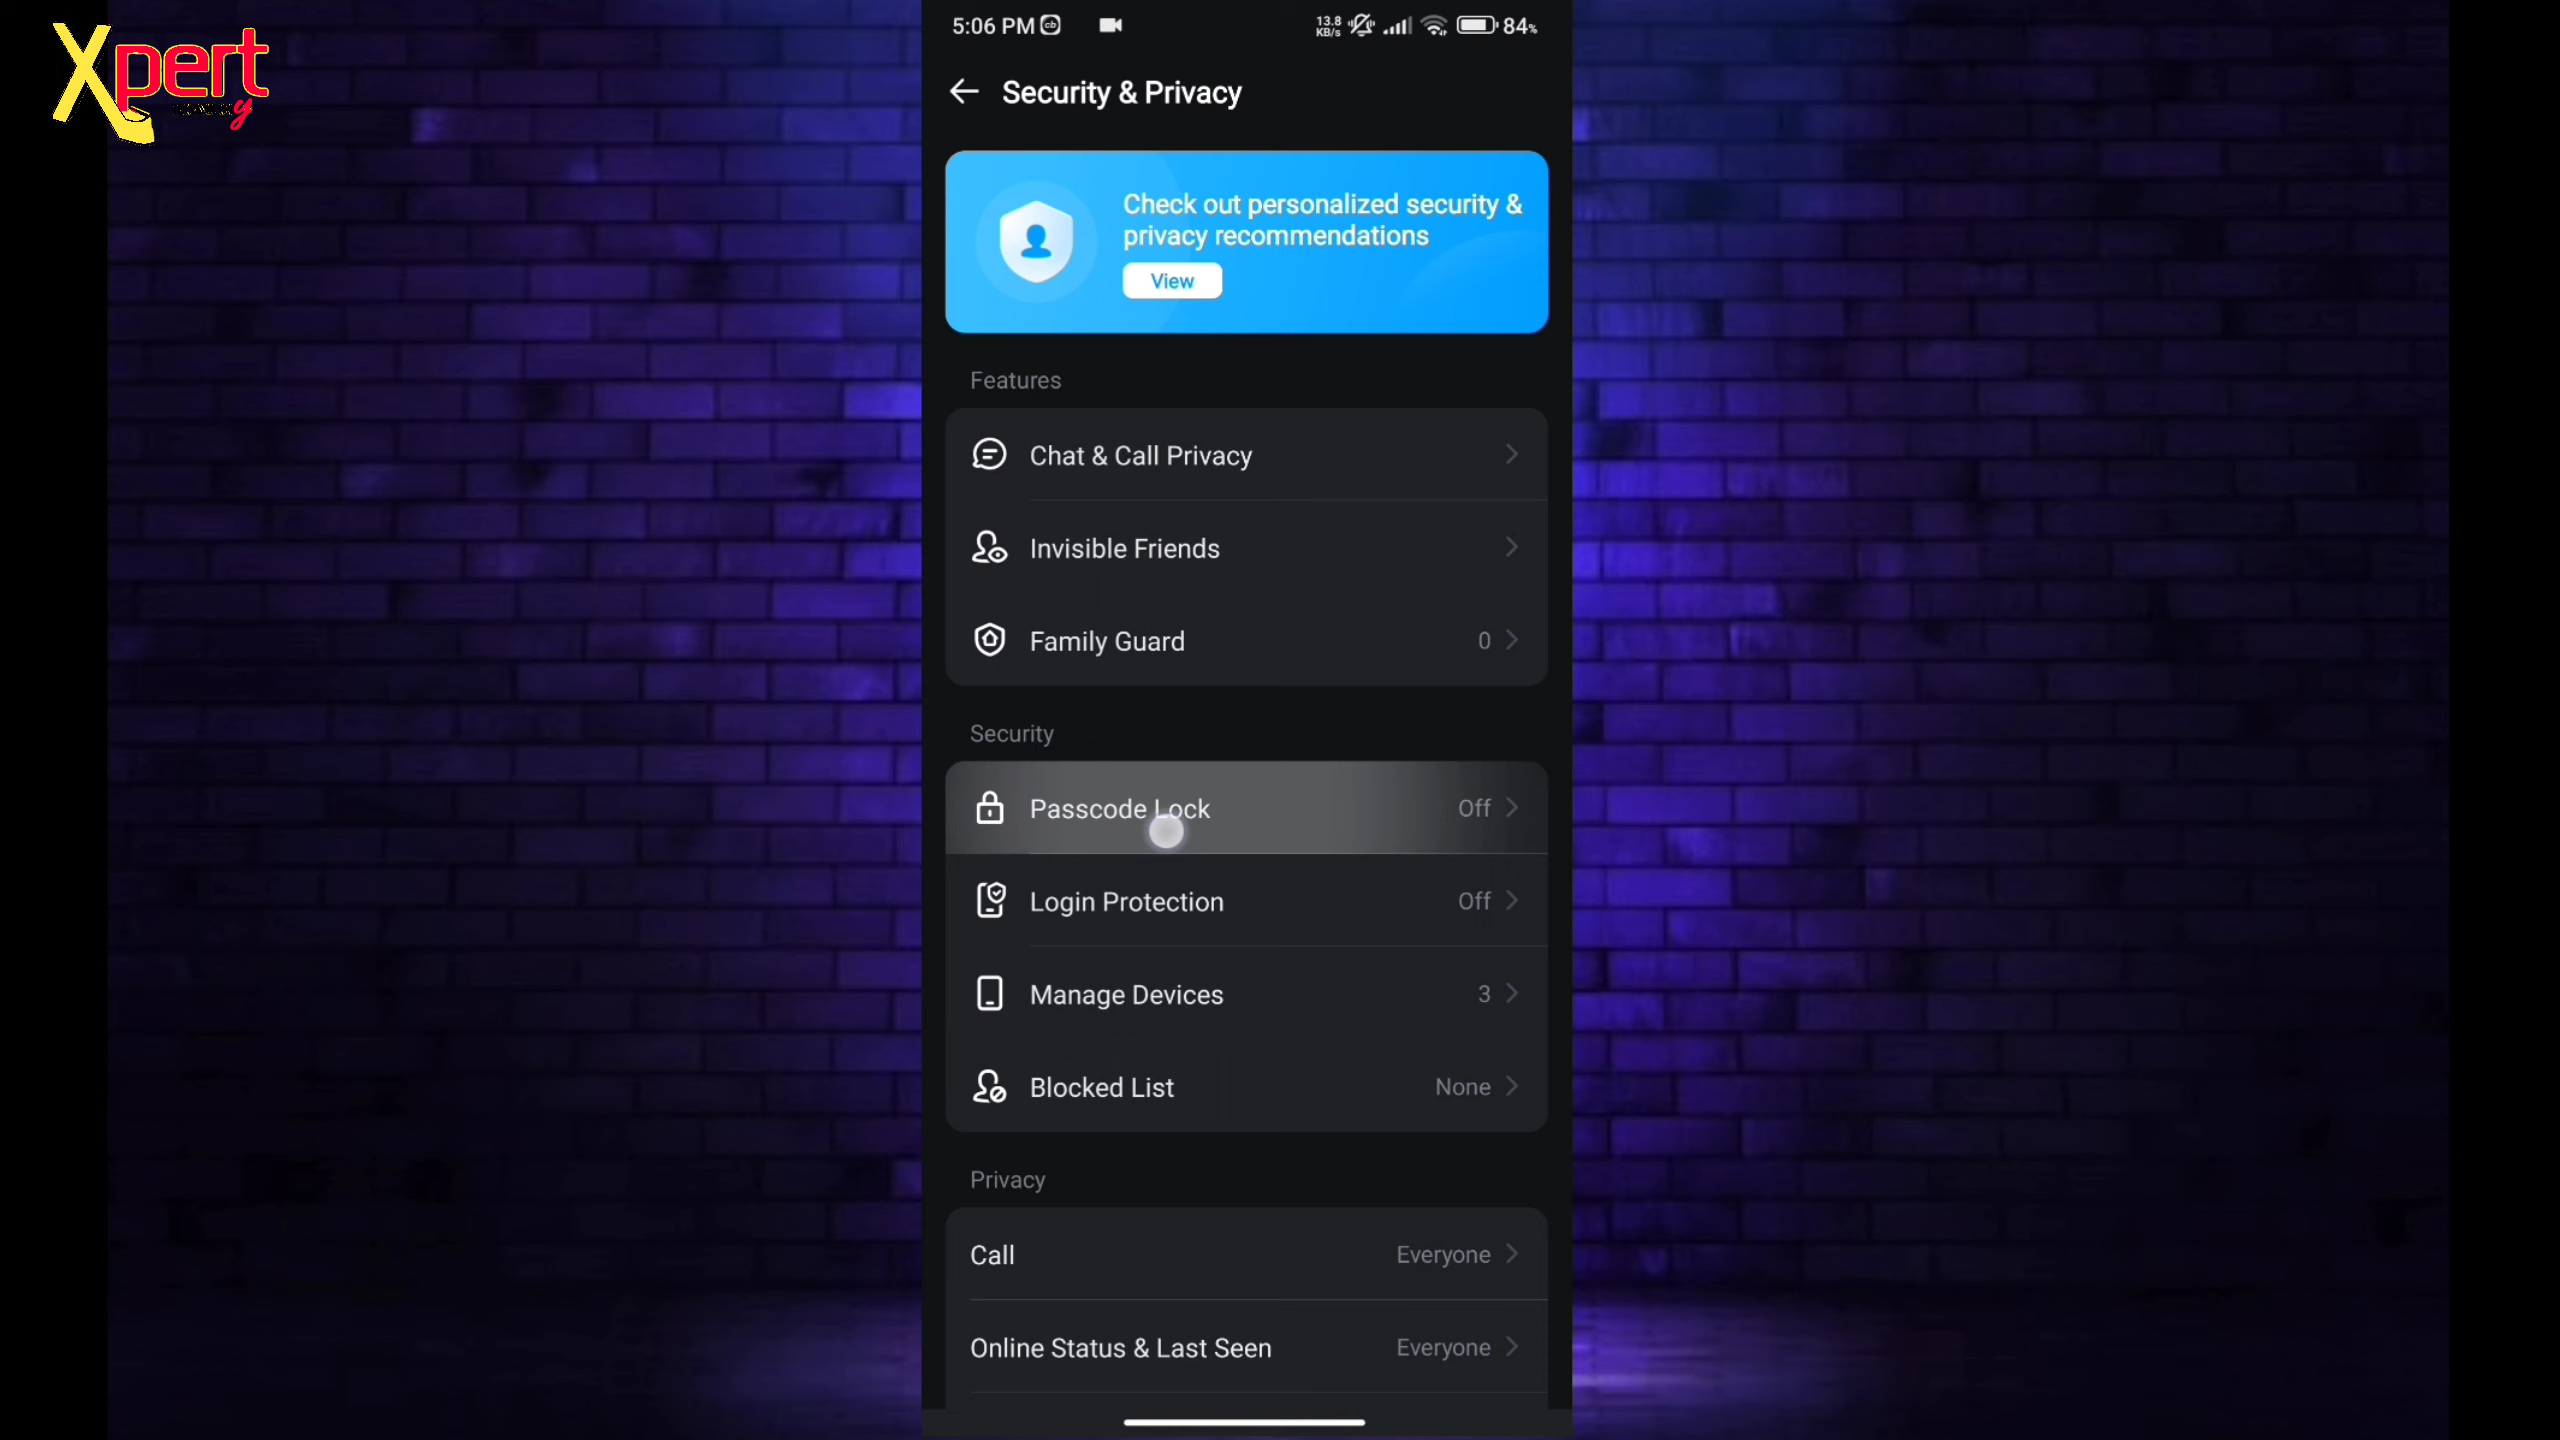 Xpert
y
5:06 PM
13.8
KB/s
84%
Security & Privacy
Check out personalized security &
privacy recommendations
View
Features
Chat & Call Privacy
Invisible Friends
Family Guard 0
Security
Passcode Lock Off
Login Protection Off
Manage Devices 3
Blocked List None
Privacy
Call Everyone
Online Status & Last Seen Everyone